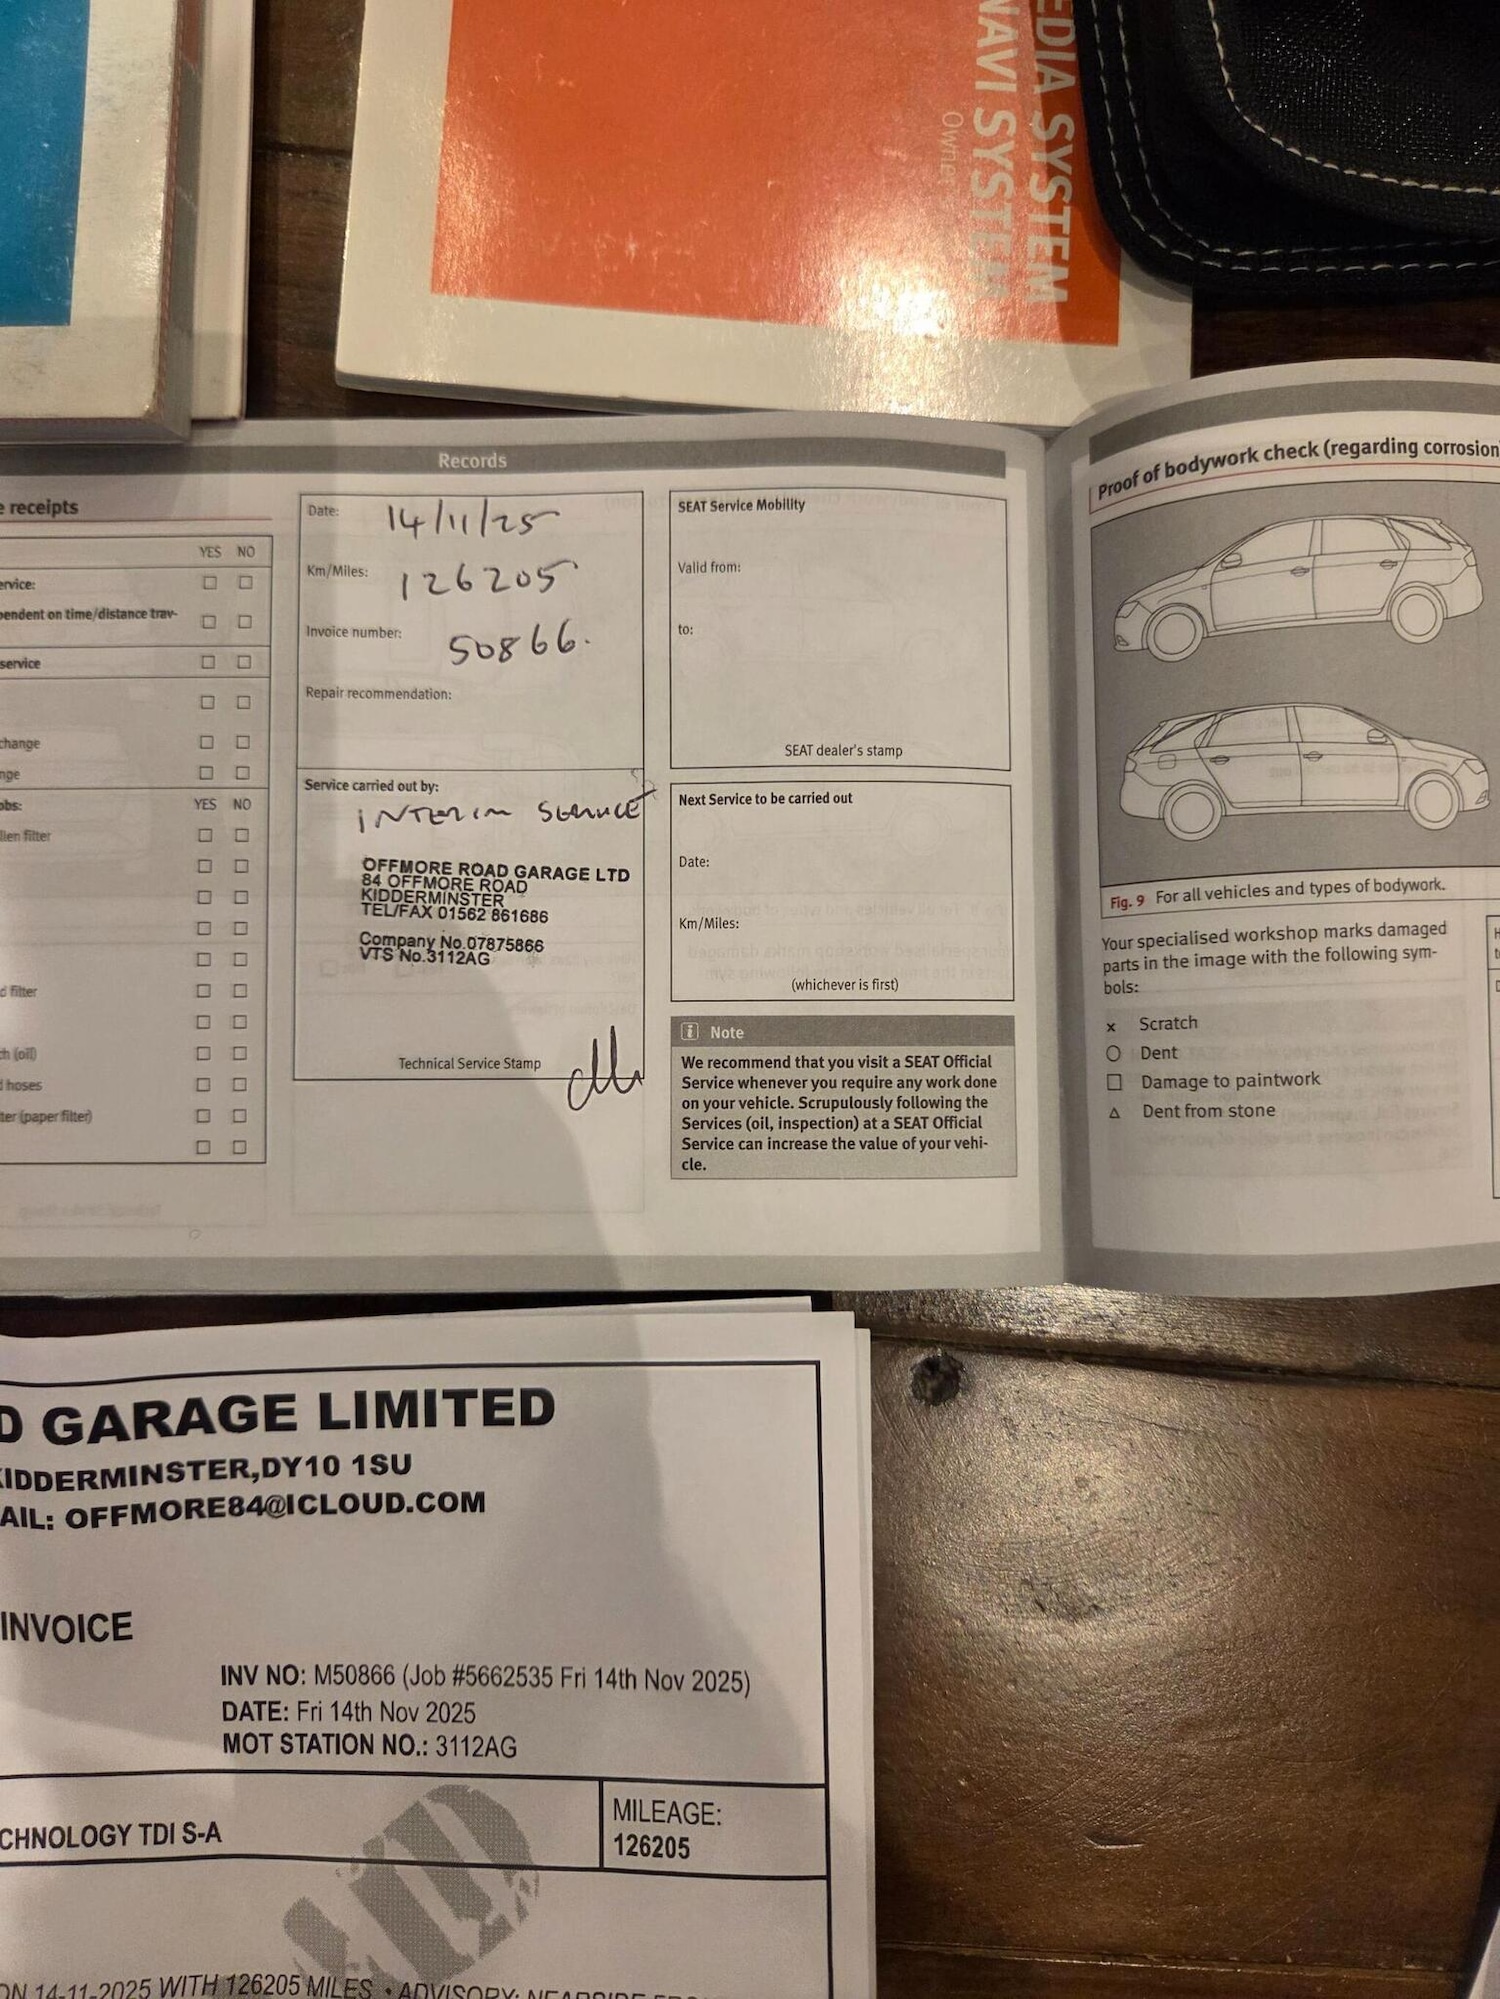 EDIA SYSTEM
NAVI SYSTEM
Owner
Records
e receipts
YES NO
ervice:
pendent on time/distance trav-
service
change
nge
obs:
YES NO
llen filter
d filter
ch (oil)
d hoses
ter (paper filter)
Date: 14/11/25
Km/Miles: 126205
Invoice number: 50866.
Repair recommendation:
Service carried out by:
INTERIM SERVICE
OFFMORE ROAD GARAGE LTD
84 OFFMORE ROAD
KIDDERMINSTER
TEL/FAX 01562 861686
Company No.07875866
VTS No.3112AG
Technical Service Stamp
SEAT Service Mobility
Valid from:
to:
SEAT dealer's stamp
Next Service to be carried out
Date:
Km/Miles:
(whichever is first)
i Note
We recommend that you visit a SEAT Official
Service whenever you require any work done
on your vehicle. Scrupulously following the
Services (oil, inspection) at a SEAT Official
Service can increase the value of your vehi-
cle.
Proof of bodywork check (regarding corrosion)
Fig. 9 For all vehicles and types of bodywork.
Your specialised workshop marks damaged
parts in the image with the following sym-
bols:
x Scratch
○ Dent
□ Damage to paintwork
△ Dent from stone
D GARAGE LIMITED
KIDDERMINSTER,DY10 1SU
AIL: OFFMORE84@ICLOUD.COM
INVOICE
INV NO: M50866 (Job #5662535 Fri 14th Nov 2025)
DATE: Fri 14th Nov 2025
MOT STATION NO.: 3112AG
CHNOLOGY TDI S-A
MILEAGE:
126205
ON 14-11-2025 WITH 126205 MILES • ADVISORY: NEARSIDE